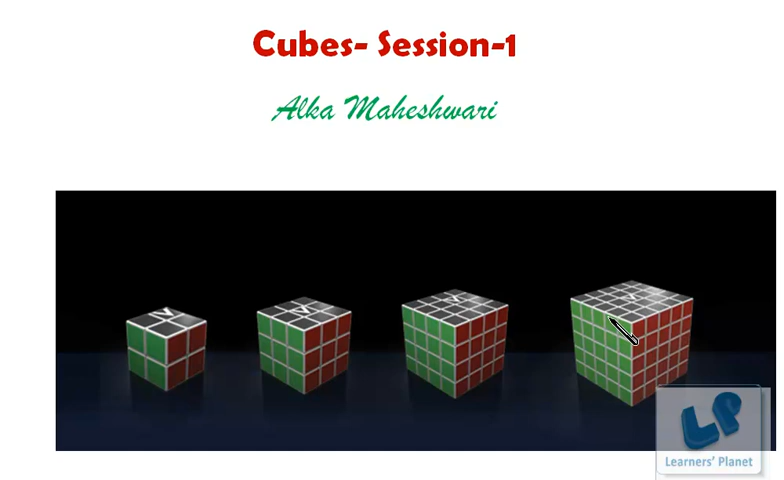 Cubes- Session-1
Alka Maheshwari
V
V
V
V
LP
Learners' Planet